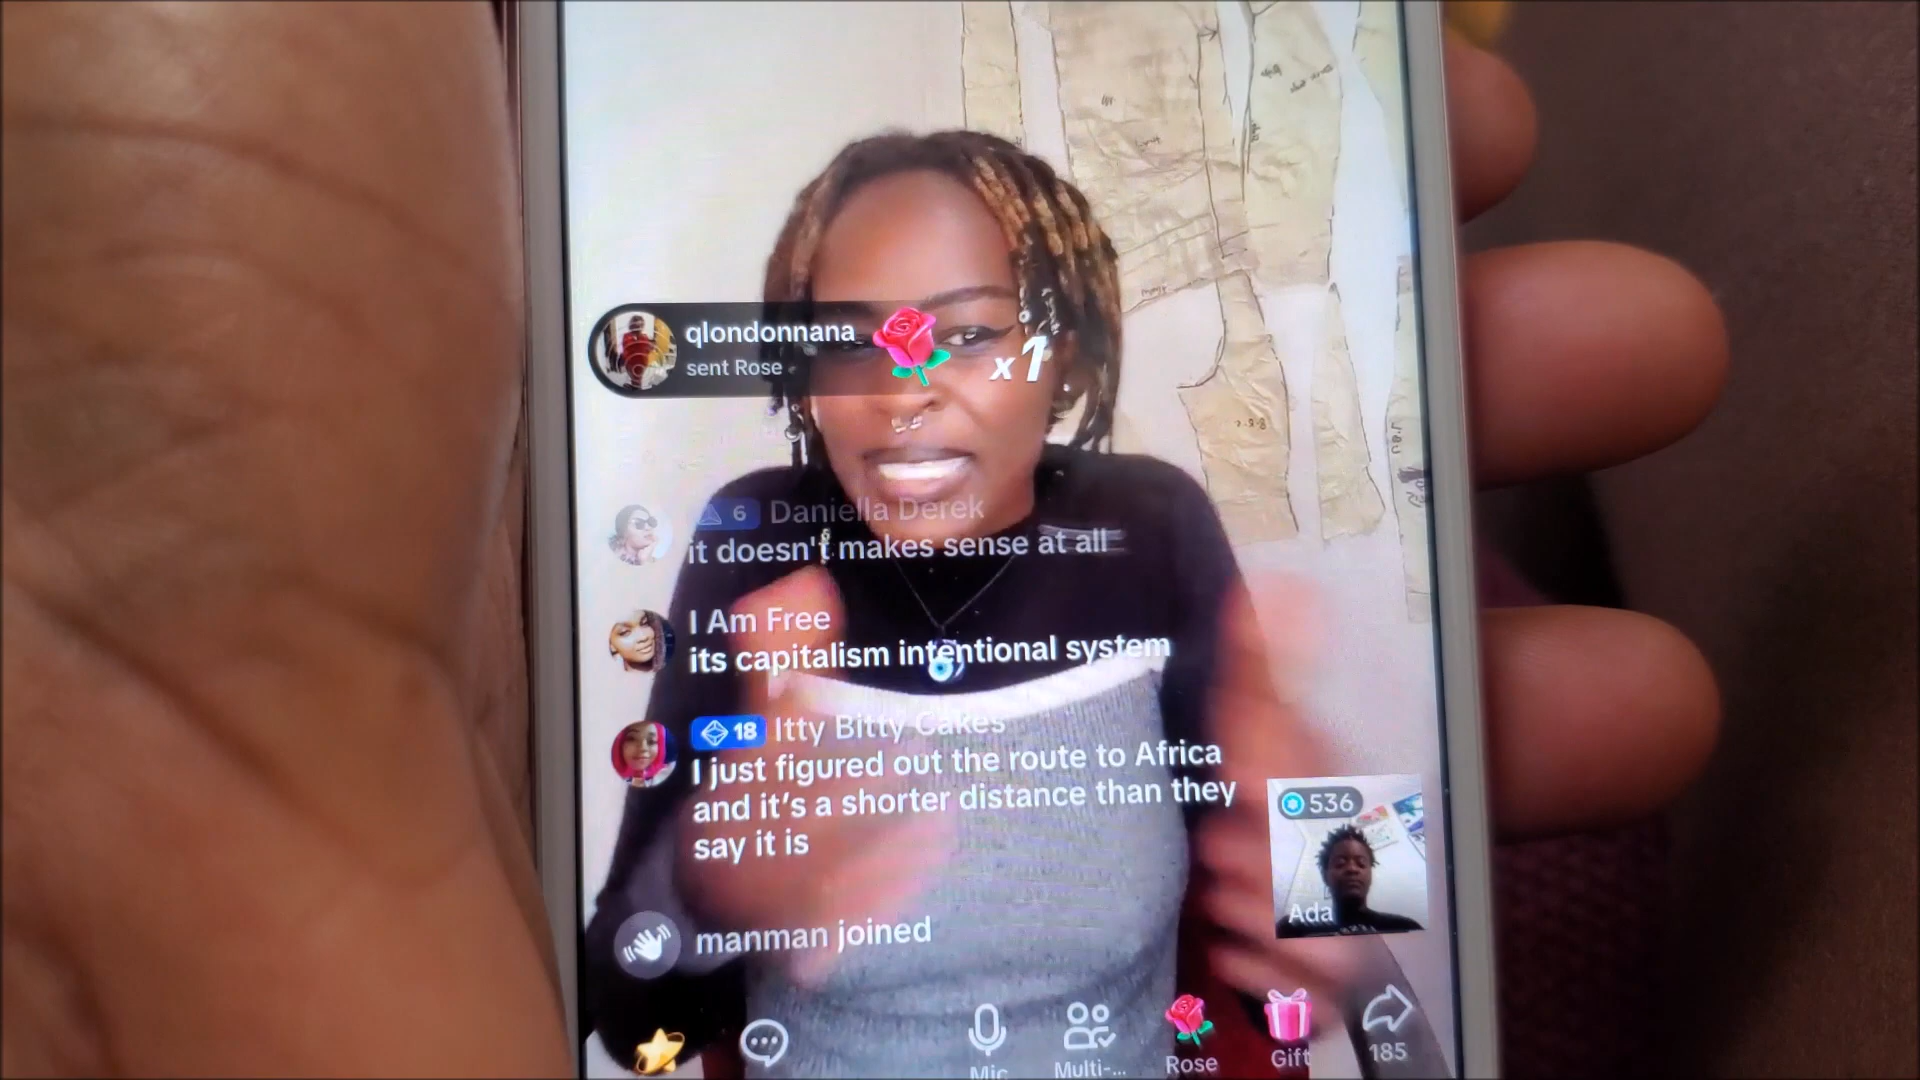 qlondonnana
sent Rose
x1
6 Daniella Derek
it doesn't makes sense at all
I Am Free
its capitalism intentional system
18 Itty Bitty Cakes
I just figured out the route to Africa
and it's a shorter distance than they
say it is
536
Ada
manman joined
Mic
Multi-...
Rose
Gift
185